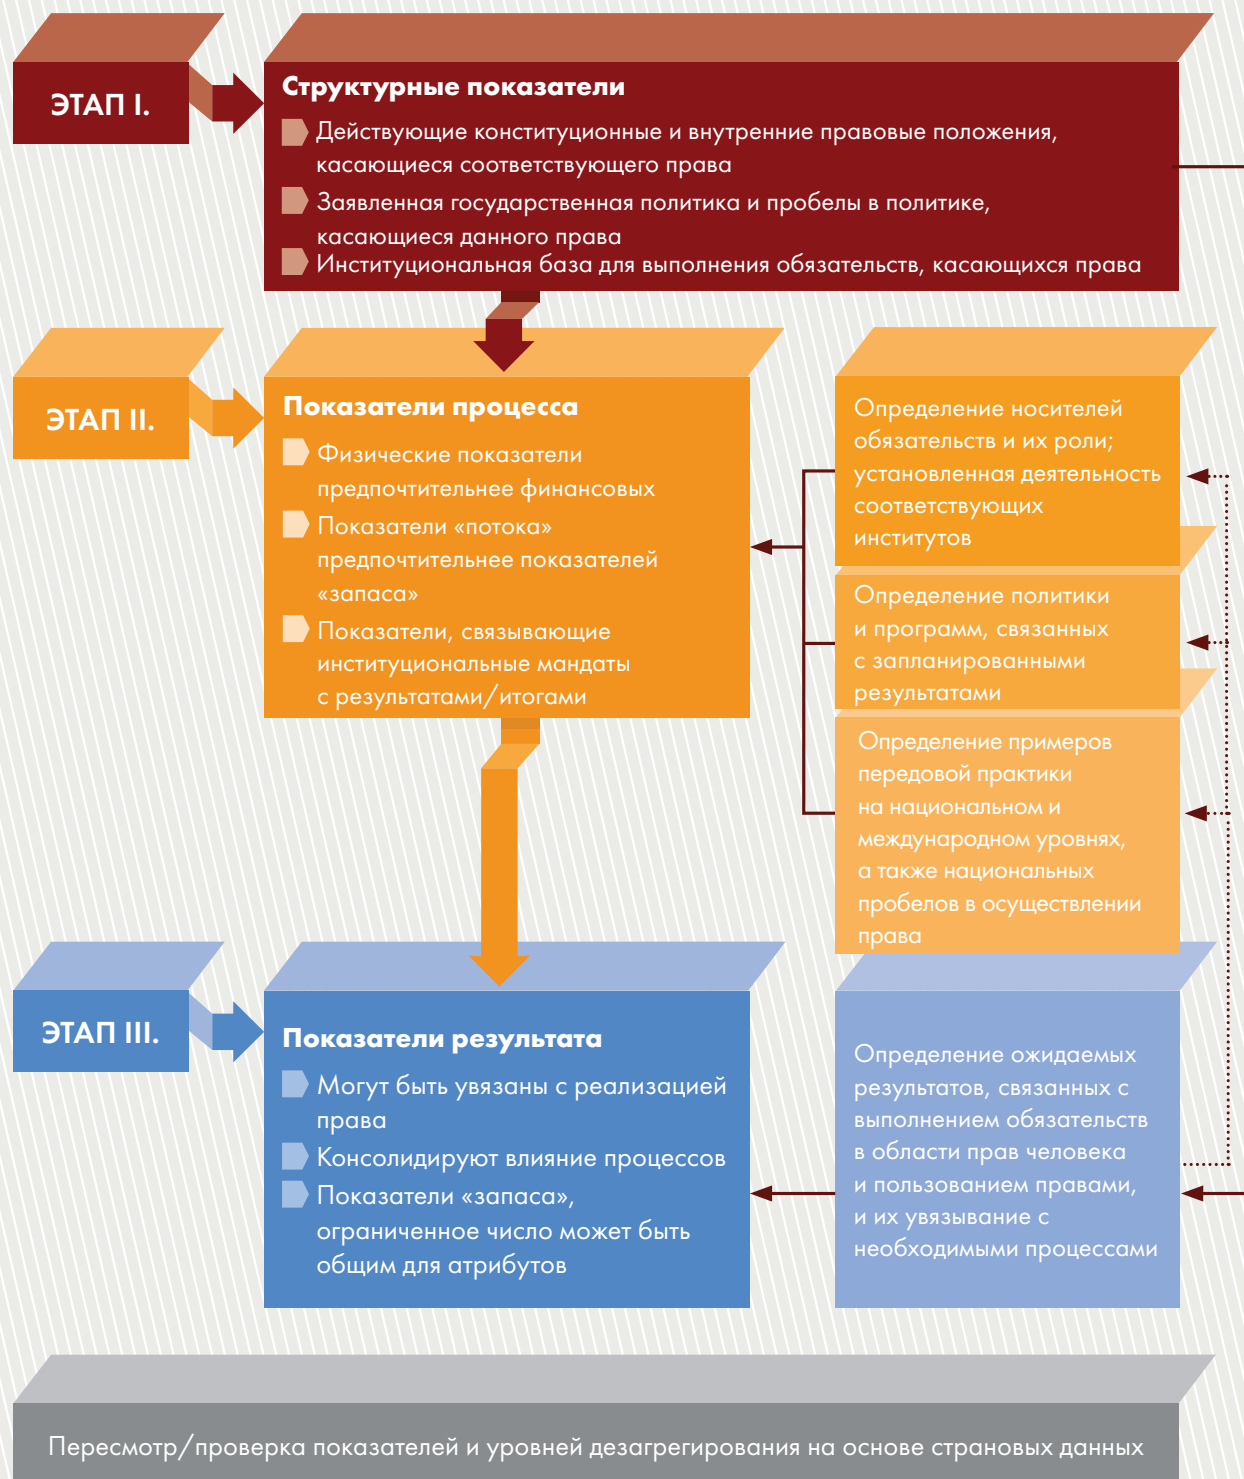 ЭТАП I.
Структурные показатели
Действующие конституционные и внутренние правовые положения,
касающиеся соответствующего права
Заявленная государственная политика и пробелы в политике,
касающиеся данного права
Институциональная база для выполнения обязательств, касающихся права
ЭТАП II.
Показатели процесса
Физические показатели
предпочтительнее финансовых
Показатели «потока»
предпочтительнее показателей
«запаса»
Показатели, связывающие
институциональные мандаты
с результатами/итогами
Определение носителей
обязательств и их роли;
установленная деятельность
соответствующих
институтов
Определение политики
и программ, связанных
с запланированными
результатами
Определение примеров
передовой практики
на национальном и
международном уровнях,
а также национальных
пробелов в осуществлении
права
ЭТАП III.
Показатели результата
Могут быть увязаны с реализацией
права
Консолидируют влияние процессов
Показатели «запаса»,
ограниченное число может быть
общим для атрибутов
Определение ожидаемых
результатов, связанных с
выполнением обязательств
в области прав человека
и пользованием правами,
и их увязывание с
необходимыми процессами
Пересмотр/проверка показателей и уровней дезагрегирования на основе страновых данных